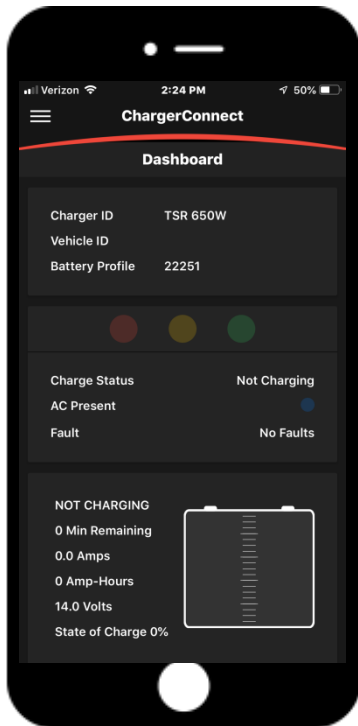 Verizon 2:24 PM 50%
ChargerConnect
Dashboard
Charger ID TSR 650W
Vehicle ID
Battery Profile 22251
Charge Status Not Charging
AC Present
Fault No Faults
NOT CHARGING
0 Min Remaining
0.0 Amps
0 Amp-Hours
14.0 Volts
State of Charge 0%